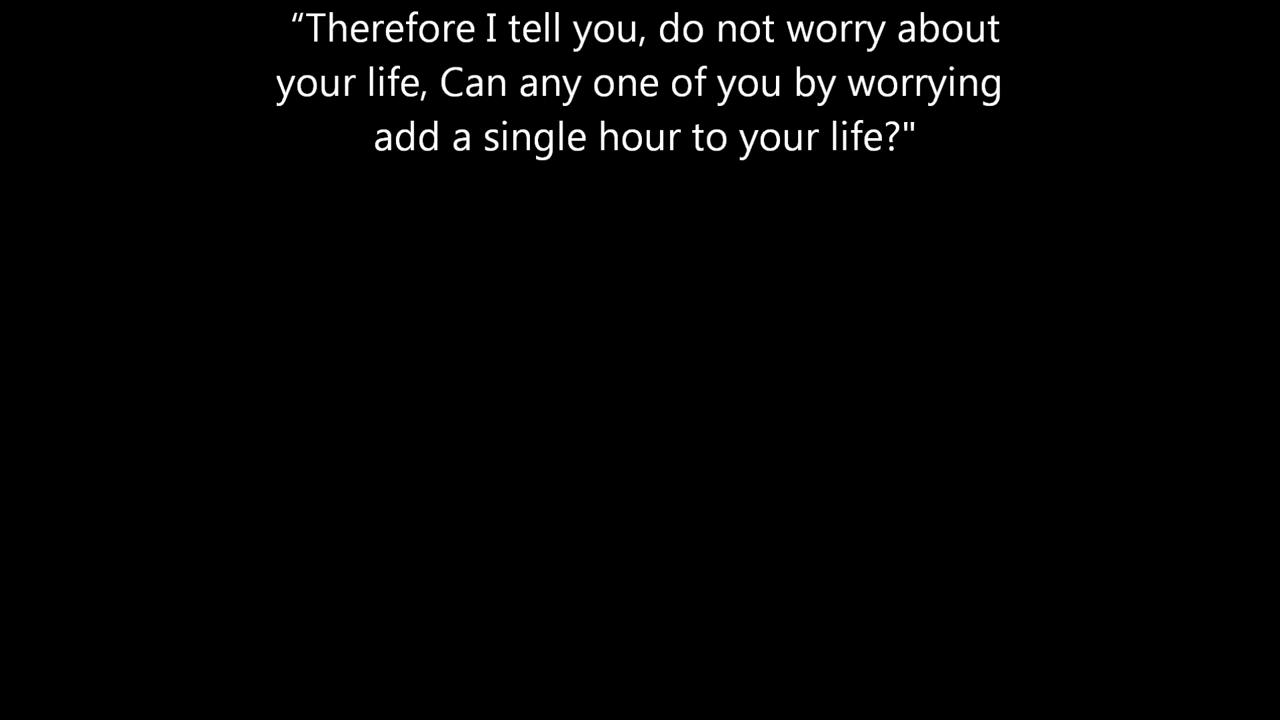 “Therefore I tell you, do not worry about
your life, Can any one of you by worrying
add a single hour to your life?"